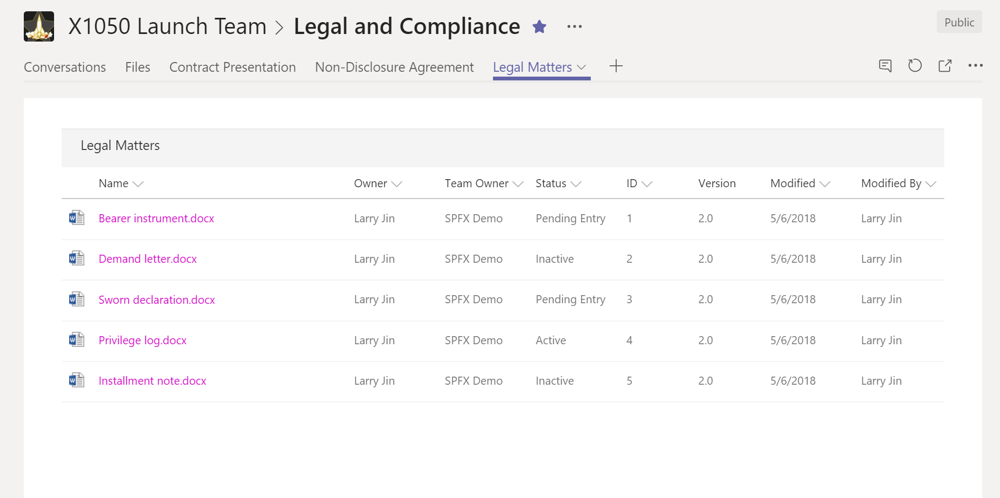 X1050 Launch Team > Legal and Compliance ...
Public
Conversations Files Contract Presentation Non-Disclosure Agreement Legal Matters
Legal Matters
Name Owner Team Owner Status ID Version Modified Modified By
Bearer instrument.docx Larry Jin SPFX Demo Pending Entry 1 2.0 5/6/2018 Larry Jin
Demand letter.docx Larry Jin SPFX Demo Inactive 2 2.0 5/6/2018 Larry Jin
Sworn declaration.docx Larry Jin SPFX Demo Pending Entry 3 2.0 5/6/2018 Larry Jin
Privilege log.docx Larry Jin SPFX Demo Active 4 2.0 5/6/2018 Larry Jin
Installment note.docx Larry Jin SPFX Demo Inactive 5 2.0 5/6/2018 Larry Jin